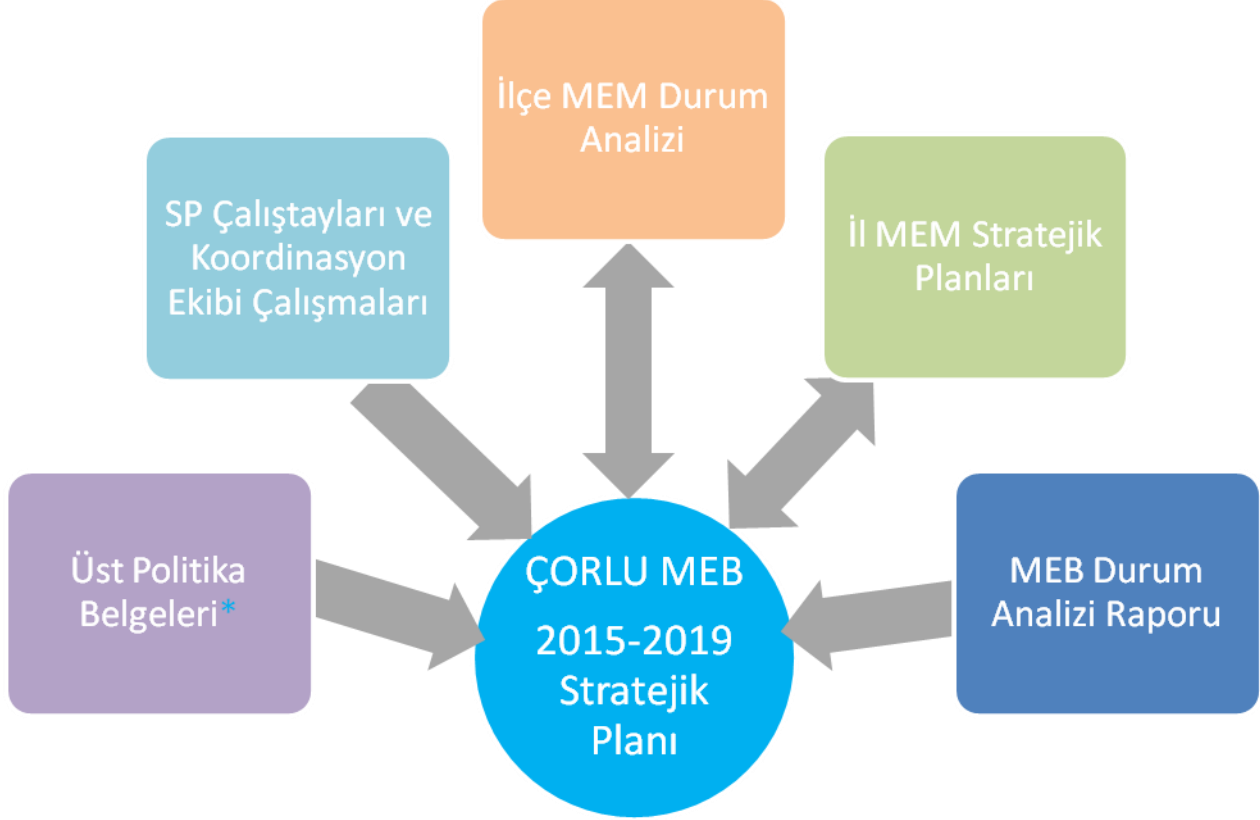 İlçe MEM Durum
Analizi
SP Çalıştayları ve
Koordinasyon
Ekibi Çalışmaları
İl MEM Stratejik
Planları
Üst Politika
Belgeleri*
MEB Durum
Analizi Raporu
ÇORLU MEB
2015-2019
Stratejik
Planı